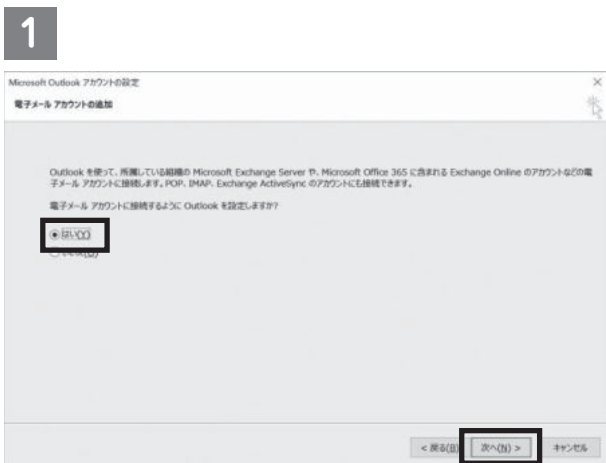 1
Microsoft Outlook アカウントの設定
電子メール アカウントの追加
Outlook を使って、所属している組織の Microsoft Exchange Server や、Microsoft Office 365 に含まれる Exchange Online のアカウントなどの電
子メール アカウントに接続します。POP、IMAP、Exchange ActiveSync のアカウントにも接続できます。
電子メール アカウントに接続するように Outlook を設定しますか?
はい(Y)
< 戻る(B)
次へ(N) >
キャンセル